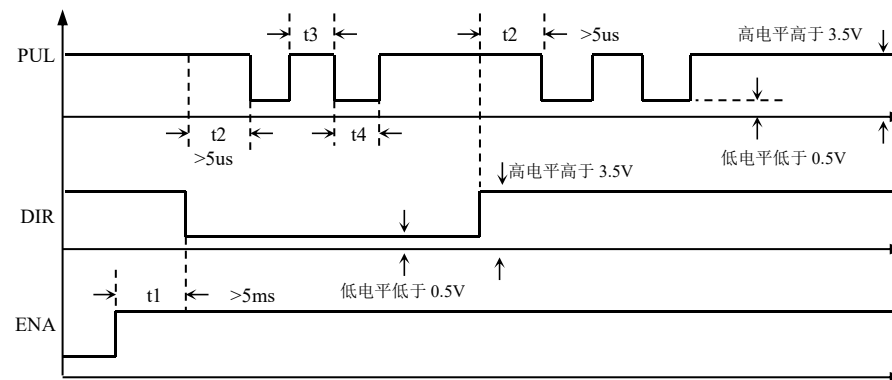 t3
t2
>5us
高电平高于 3.5V
PUL
t2
t4
>5us
低电平低于 0.5V
高电平高于 3.5V
DIR
低电平低于 0.5V
t1
>5ms
ENA